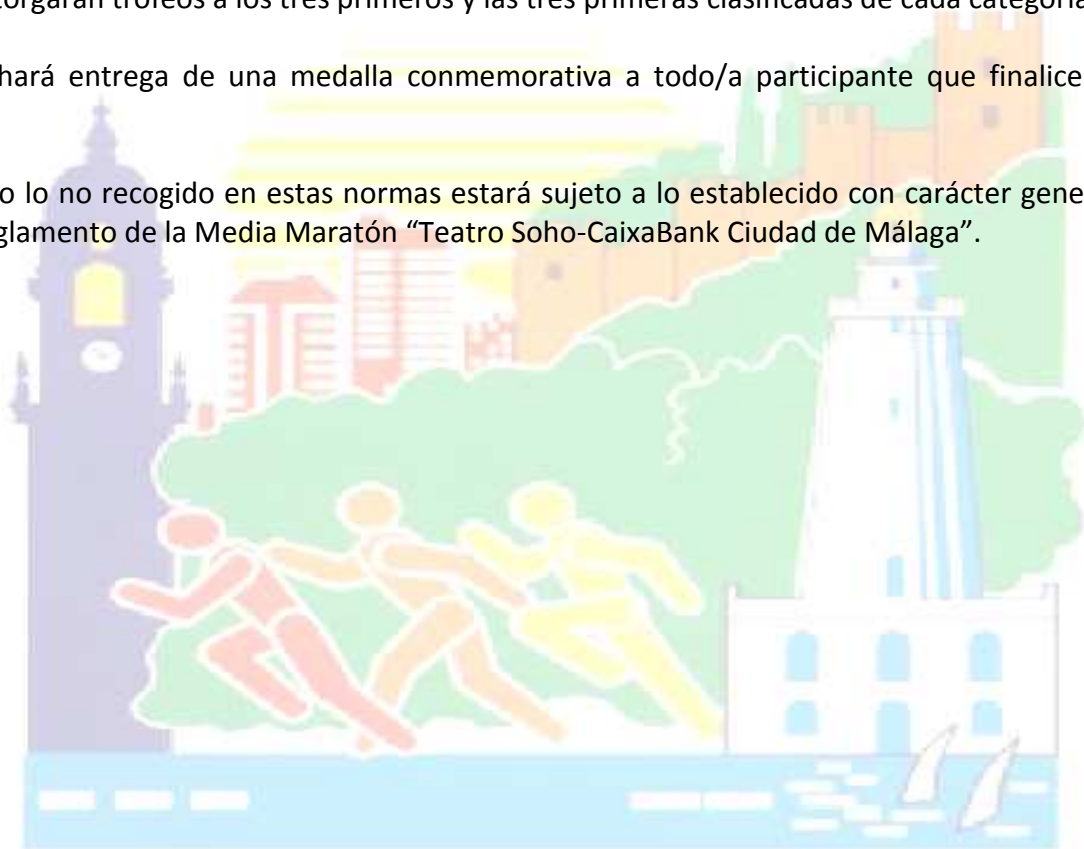 torgarán trofeos a los tres primeros y las tres primeras clasificadas de cada categoría
hará entrega de una medalla conmemorativa a todo/a participante que finalice
o lo no recogido en estas normas estará sujeto a lo establecido con carácter gene
glamento de la Media Maratón “Teatro Soho-CaixaBank Ciudad de Málaga”.